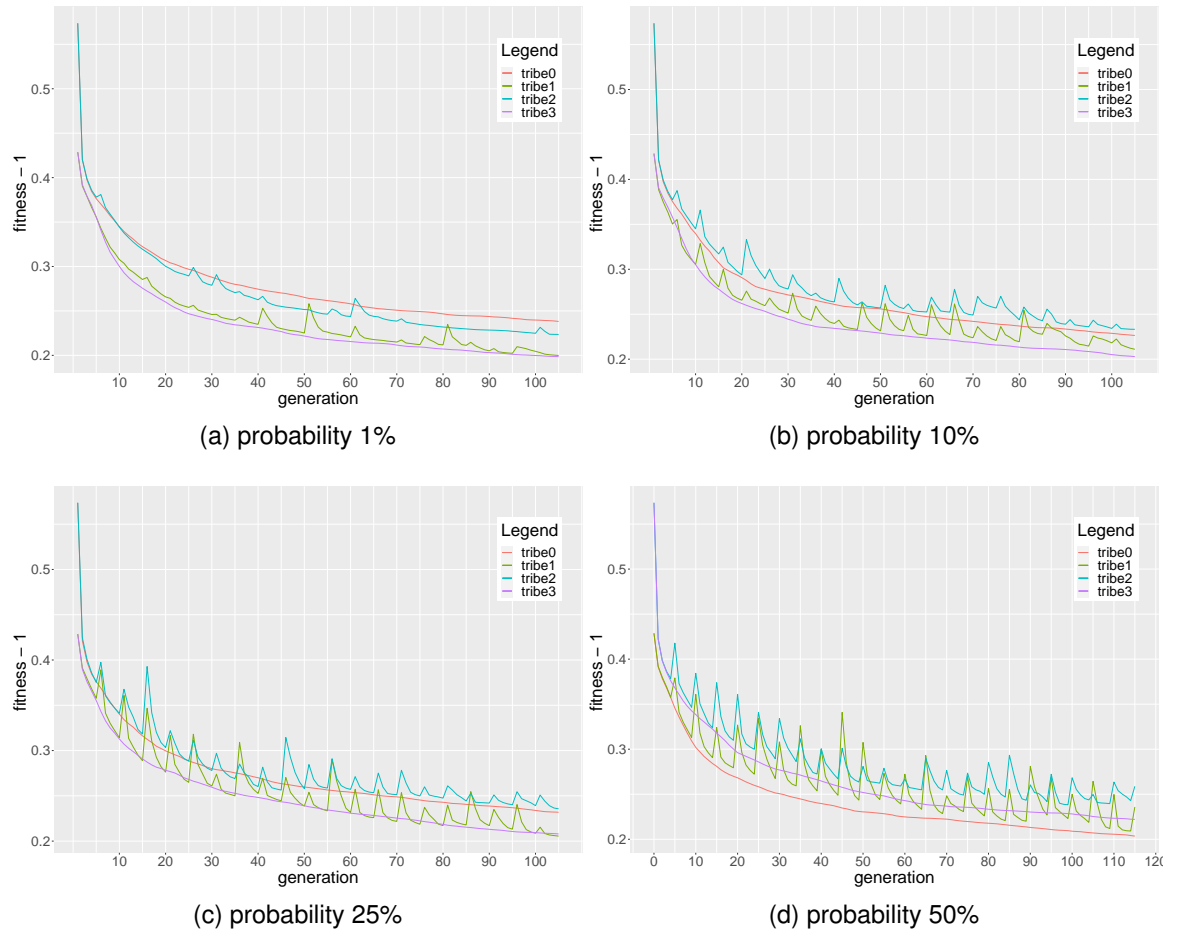 Legend
tribe0
tribe1
tribe2
tribe3
0.5
0.4
0.3
0.2
fitness − 1
10 20 30 40 50 60 70 80 90 100
generation
(a) probability 1%
Legend
tribe0
tribe1
tribe2
tribe3
0.5
0.4
0.3
0.2
fitness − 1
10 20 30 40 50 60 70 80 90 100
generation
(b) probability 10%
Legend
tribe0
tribe1
tribe2
tribe3
0.5
0.4
0.3
0.2
fitness − 1
10 20 30 40 50 60 70 80 90 100
generation
(c) probability 25%
Legend
tribe0
tribe1
tribe2
tribe3
0.5
0.4
0.3
0.2
fitness − 1
0 10 20 30 40 50 60 70 80 90 100 110 120
generation
(d) probability 50%